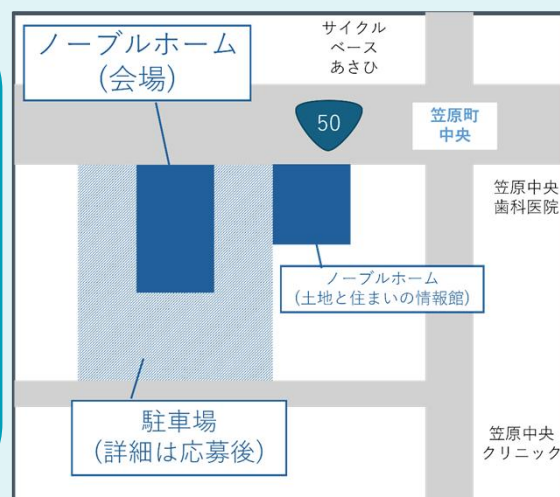 ノーブルホーム
(会場)
サイクル
ベース
あさひ
50
笠原町
中央
笠原中央
歯科医院
ノーブルホーム
(土地と住まいの情報館)
駐車場
(詳細は応募後)
笠原中央
クリニック